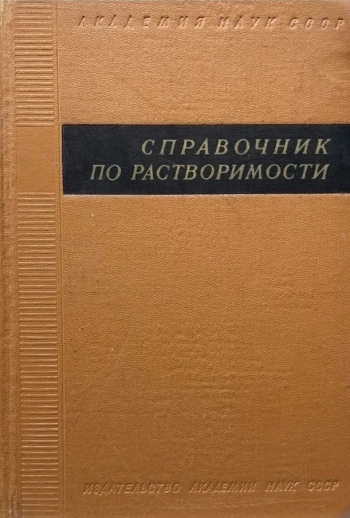 АКАДЕМИЯ НАУК СССР
СПРАВОЧНИК
ПО РАСТВОРИМОСТИ
ИЗДАТЕЛЬСТВО АКАДЕМИИ НАУК СССР